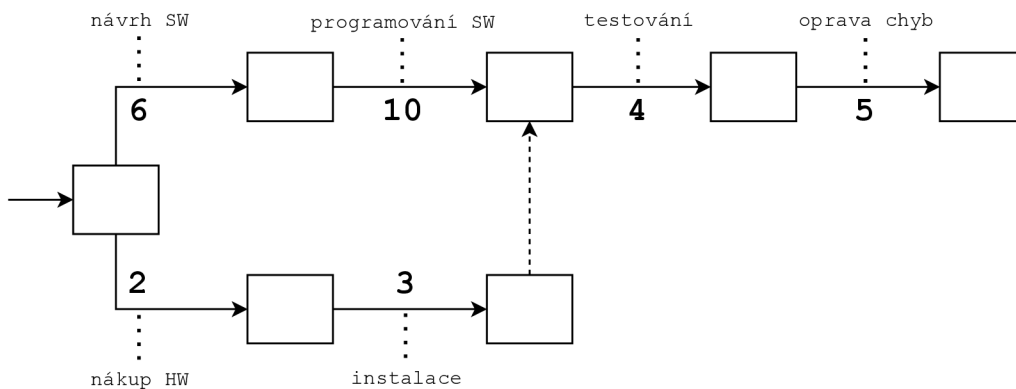 návrh SW
programování SW
testování
oprava chyb
6
10
4
5
2
3
nákup HW
instalace